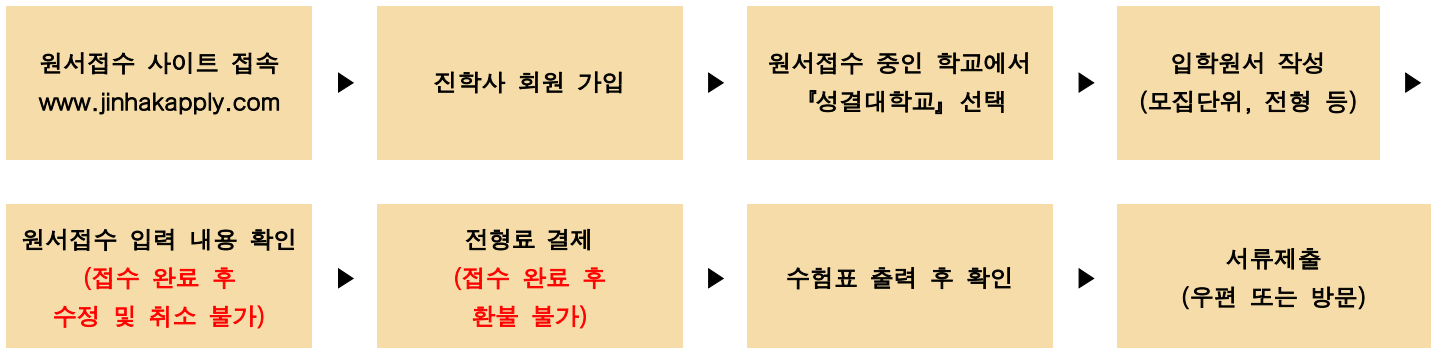 원서접수 사이트 접속
www.jinhakapply.com
▶
진학사 회원 가입
▶
원서접수 중인 학교에서
『성결대학교』 선택
▶
입학원서 작성
(모집단위, 전형 등)
▶
원서접수 입력 내용 확인
(접수 완료 후
수정 및 취소 불가)
▶
전형료 결제
(접수 완료 후
환불 불가)
▶
수험표 출력 후 확인
▶
서류제출
(우편 또는 방문)